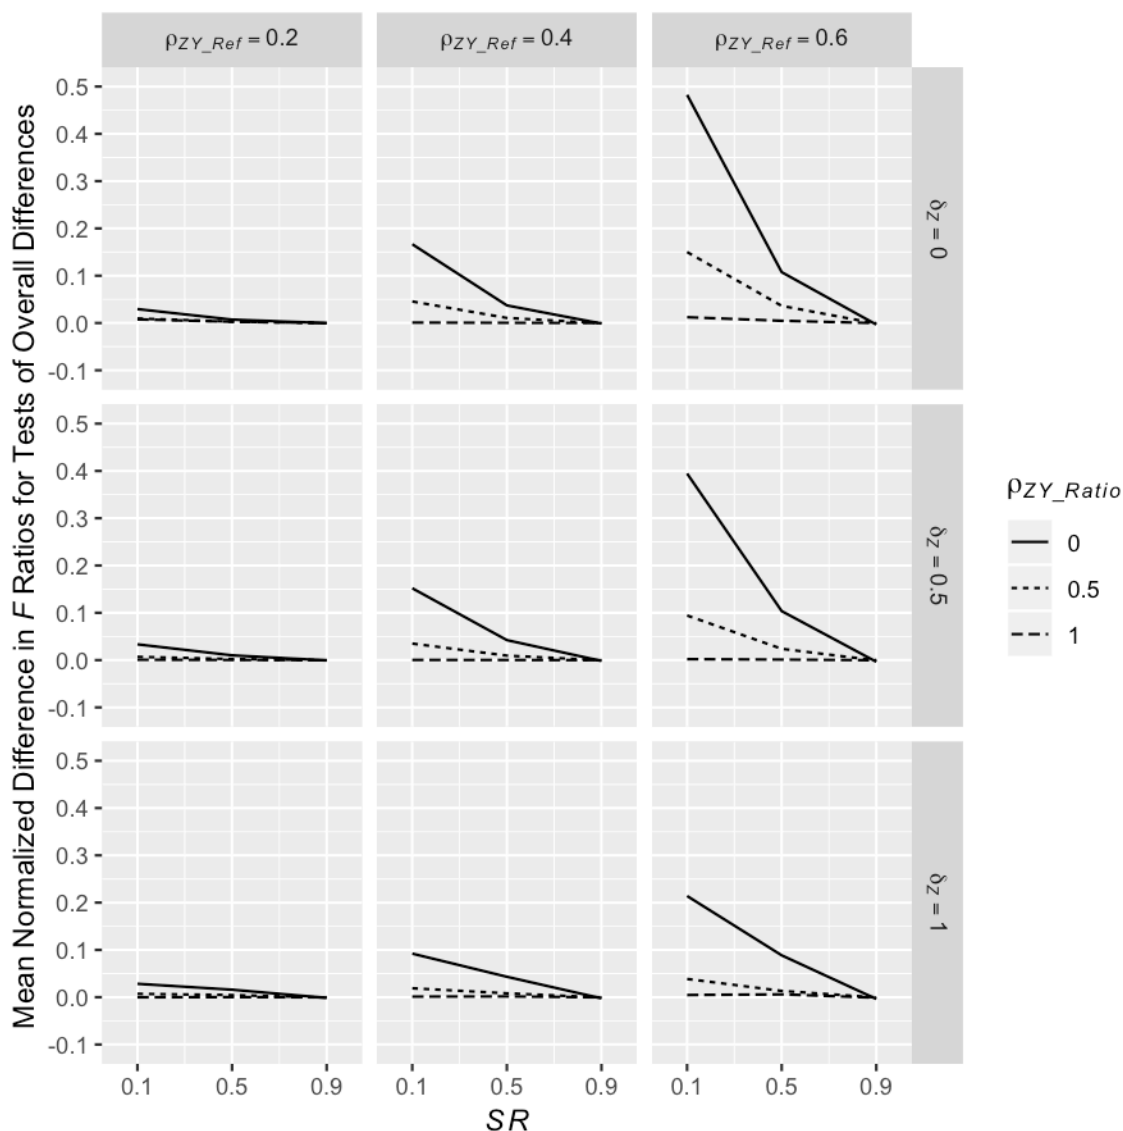 ρZY_Ref = 0.2
ρZY_Ref = 0.4
ρZY_Ref = 0.6
Mean Normalized Difference in F Ratios for Tests of Overall Differences
0.5
0.4
0.3
0.2
0.1
0.0
-0.1
δZ = 0
0.5
0.4
0.3
0.2
0.1
0.0
-0.1
δZ = 0.5
0.5
0.4
0.3
0.2
0.1
0.0
-0.1
δZ = 1
0.1 0.5 0.9
0.1 0.5 0.9
0.1 0.5 0.9
SR
ρZY_Ratio
0
0.5
1